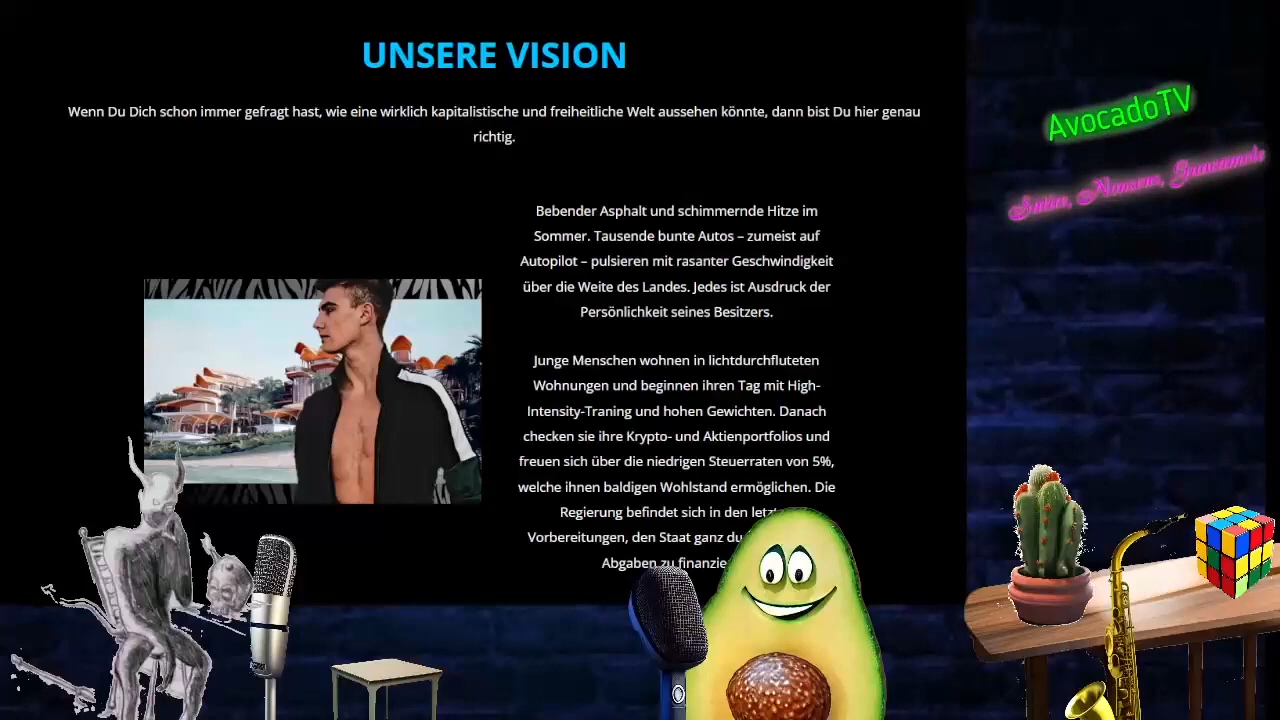 UNSERE VISION
Wenn Du Dich schon immer gefragt hast, wie eine wirklich kapitalistische und freiheitliche Welt aussehen könnte, dann bist Du hier genau
richtig.
Bebender Asphalt und schimmernde Hitze im
Sommer. Tausende bunte Autos – zumeist auf
Autopilot – pulsieren mit rasanter Geschwindigkeit
über die Weite des Landes. Jedes ist Ausdruck der
Persönlichkeit seines Besitzers.
Junge Menschen wohnen in lichtdurchfluteten
Wohnungen und beginnen ihren Tag mit High-
Intensity-Traning und hohen Gewichten. Danach
checken sie ihre Krypto- und Aktienportfolios und
freuen sich über die niedrigen Steuerraten von 5%,
welche ihnen baldigen Wohlstand ermöglichen. Die
Regierung befindet sich in den
Vorbereitungen, den Staat ganz
Abgaben zu
AvocadoTV
Satire, Nonsens, Guacamole